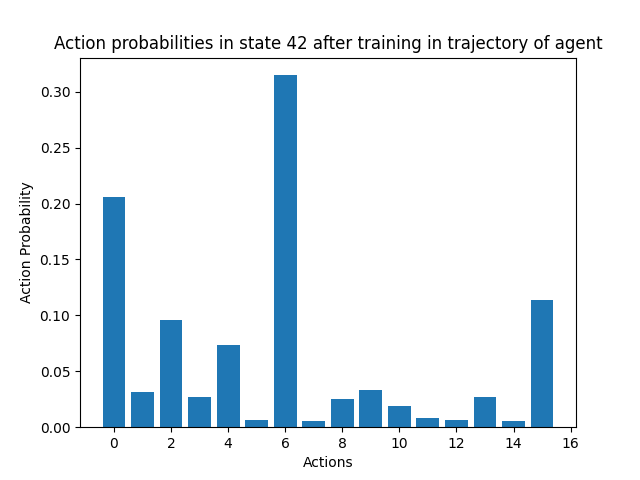 Action probabilities in state 42 after training in trajectory of agent
0.30
0.25
0.20
0.15
0.10
0.05
0.00
Action Probability
0 2 4 6 8 10 12 14 16
Actions